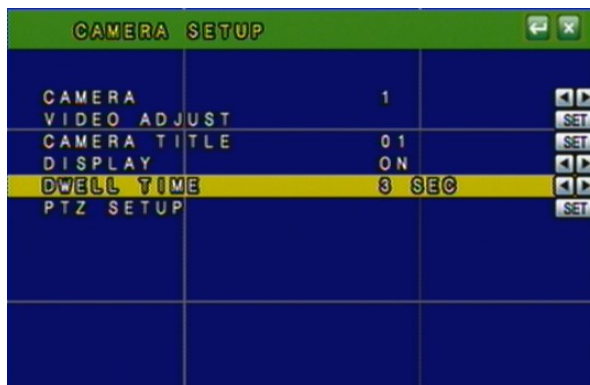 CAMERA SETUP
CAMERA 1
VIDEO ADJUST SET
CAMERA TITLE 01 SET
DISPLAY ON
DWELL TIME 3 SEC
PTZ SETUP SET